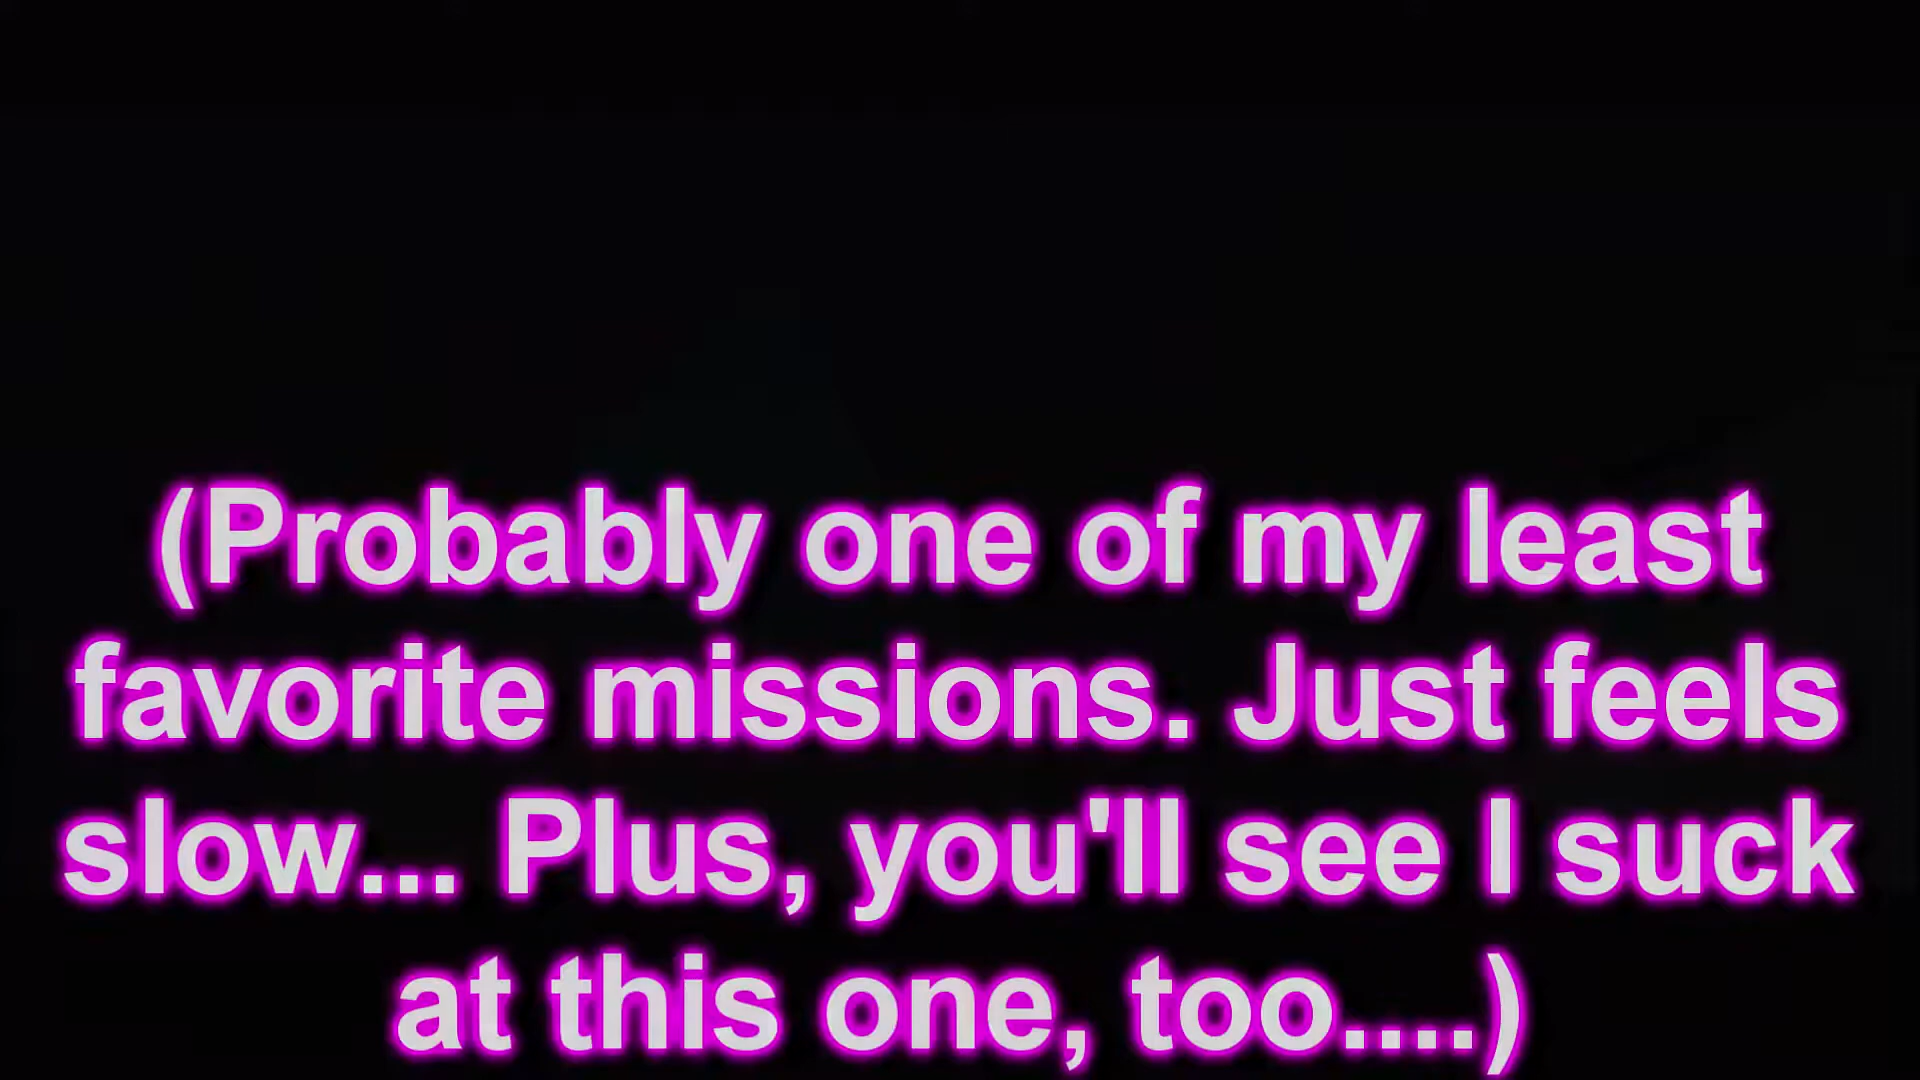 (Probably one of my least
favorite missions. Just feels
slow... Plus, you'll see I suck
at this one, too....)